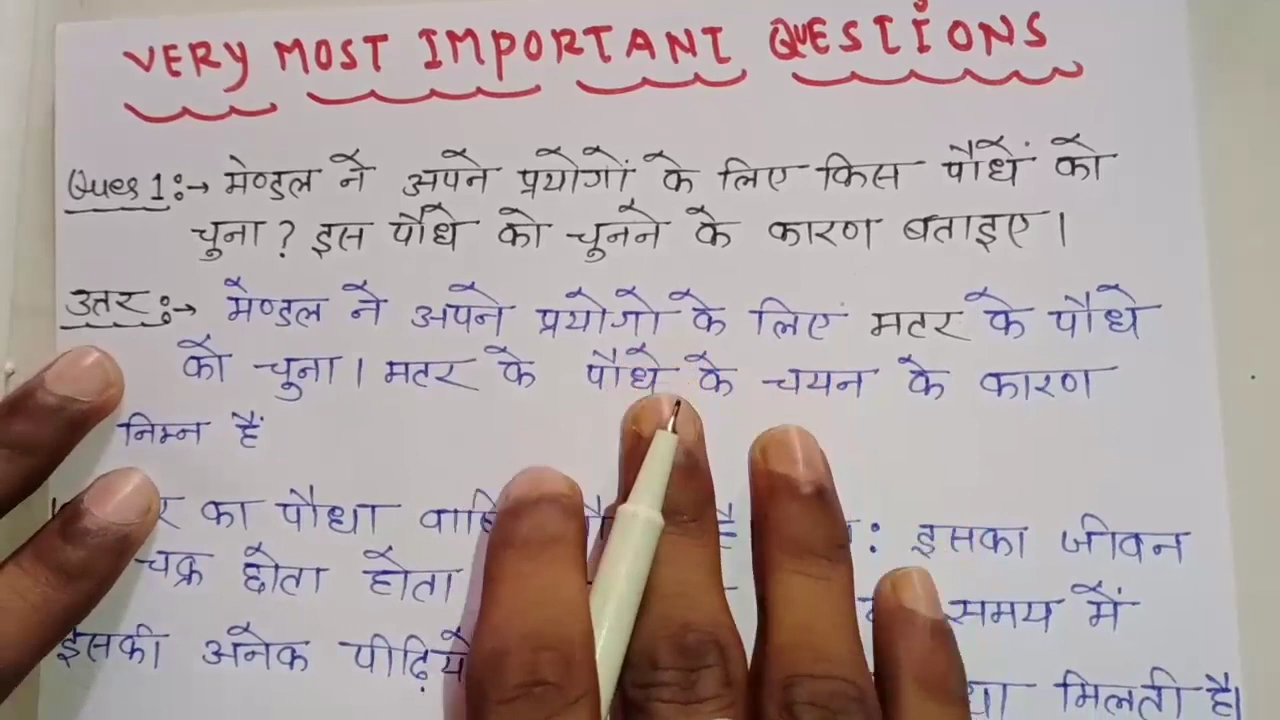 VERY MOST IMPORTANT QUESTIONS
Ques 1:→ मेण्डल ने अपने प्रयोगों के लिए किस पौधें को
चुना? इस पौधे को चुनने के कारण बताइए।
उत्तर:→ मेण्डल ने अपने प्रयोगो के लिए मटर के पौधे
को चुना। मटर के पौधे के चयन के कारण
निम्न हैं
का पौधा : इसका जीवन
चक्र छोता होता समय में
इसकी अनेक मिलती है।